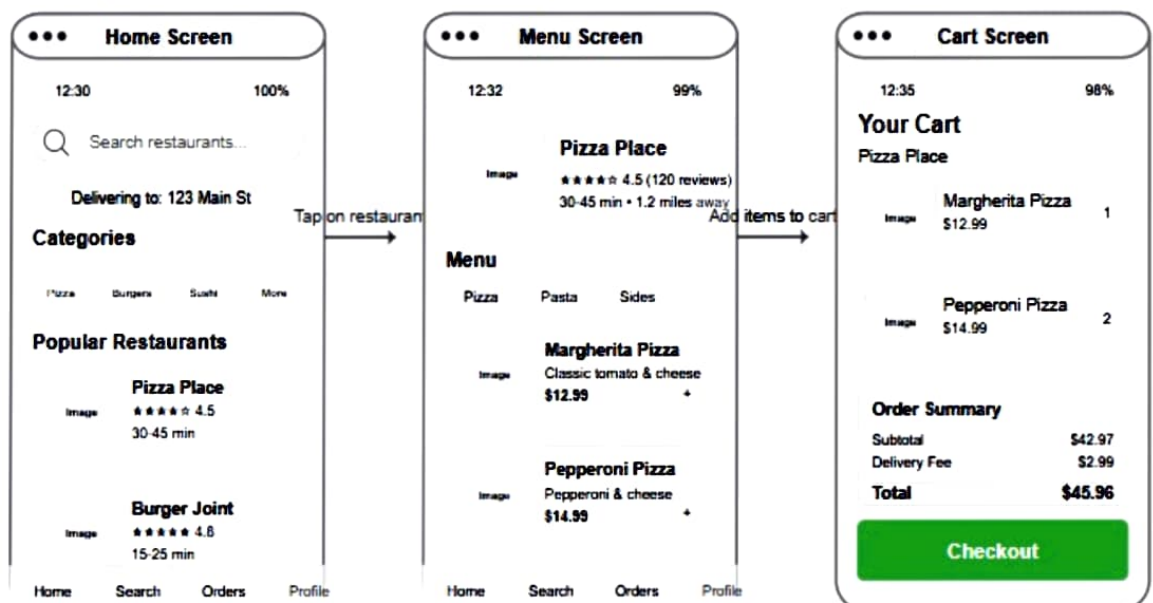 Home Screen
12:30 100%
Search restaurants...
Delivering to: 123 Main St
Categories
Pizza Burgers Sushi More
Popular Restaurants
Image
Pizza Place
★★★★☆ 4.5
30-45 min
Image
Burger Joint
★★★★★ 4.6
15-25 min
Home Search Orders Profile
Tap on restauran
Menu Screen
12:32 99%
Image
Pizza Place
★★★★☆ 4.5 (120 reviews)
30-45 min • 1.2 miles away
Menu
Pizza Pasta Sides
Image
Margherita Pizza
Classic tomato & cheese
$12.99 +
Image
Pepperoni Pizza
Pepperoni & cheese
$14.99 +
Home Search Orders Profile
Add items to cart
Cart Screen
12:35 98%
Your Cart
Pizza Place
Image
Margherita Pizza 1
$12.99
Image
Pepperoni Pizza 2
$14.99
Order Summary
Subtotal $42.97
Delivery Fee $2.99
Total $45.96
Checkout